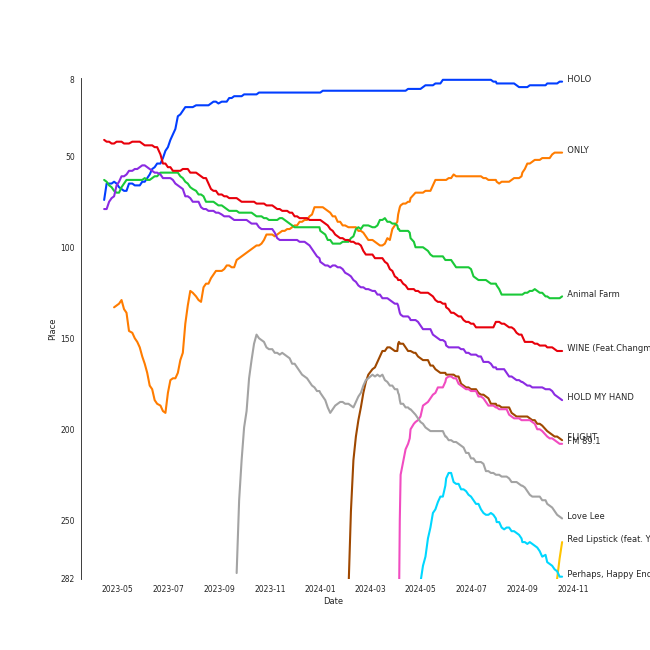 8
50
100
150
200
250
282
Place
2023-05
2023-07
2023-09
2023-11
2024-01
2024-03
2024-05
2024-07
2024-09
2024-11
Date
HOLO
ONLY
Animal Farm
WINE (Feat.Changm
HOLD MY HAND
FLIGHT
FM 89.1
Love Lee
Red Lipstick (feat. Y
Perhaps, Happy End